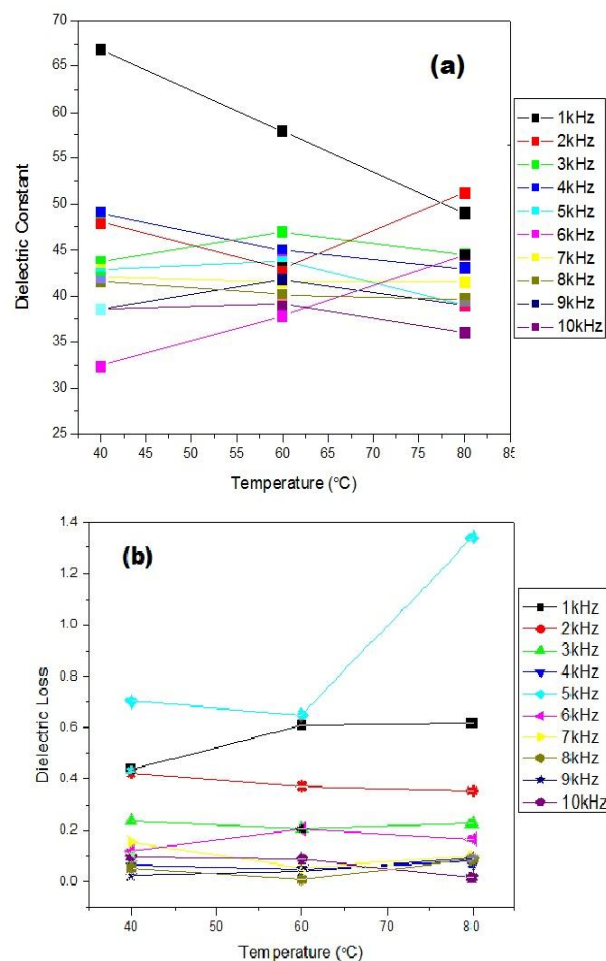 (a)
70
65
60
55
50
45
40
35
30
25
Dielectric Constant
40 45 50 55 60 65 70 75 80 85
Temperature (°C)
1kHz
2kHz
3kHz
4kHz
5kHz
6kHz
7kHz
8kHz
9kHz
10kHz
(b)
1.4
1.2
1.0
0.8
0.6
0.4
0.2
0.0
Dielectric Loss
40 60 80
Temperature (°C)
1kHz
2kHz
3kHz
4kHz
5kHz
6kHz
7kHz
8kHz
9kHz
10kHz